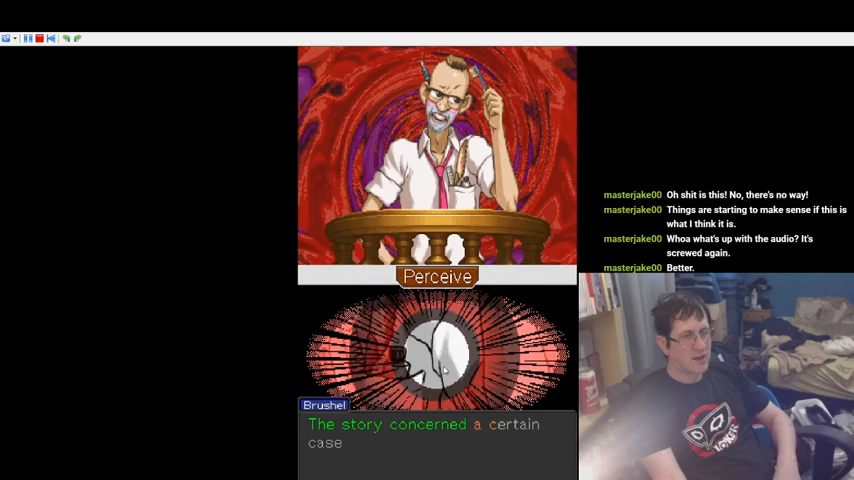 masterjake00 Oh shit is this! No, there's no way!
masterjake00 Things are starting to make sense if this is
what I think it is.
masterjake00 Whoa what's up with the audio? It's
screwed again.
masterjake00 Better.
Perceive
Brushel
The story concerned a certain
case
JOKER